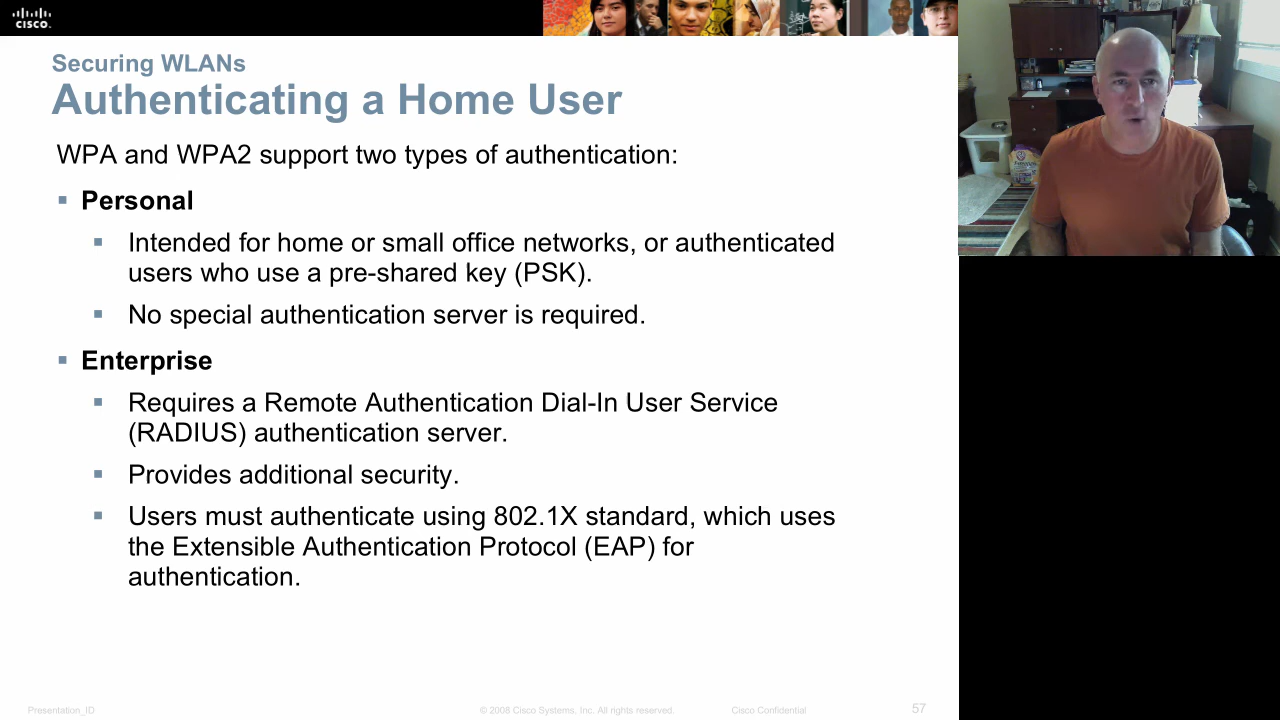 cisco.
Securing WLANs
Authenticating a Home User
WPA and WPA2 support two types of authentication:
Personal
Intended for home or small office networks, or authenticated
users who use a pre-shared key (PSK).
No special authentication server is required.
Enterprise
Requires a Remote Authentication Dial-In User Service
(RADIUS) authentication server.
Provides additional security.
Users must authenticate using 802.1X standard, which uses
the Extensible Authentication Protocol (EAP) for
authentication.
Presentation_ID © 2008 Cisco Systems, Inc. All rights reserved. Cisco Confidential 57